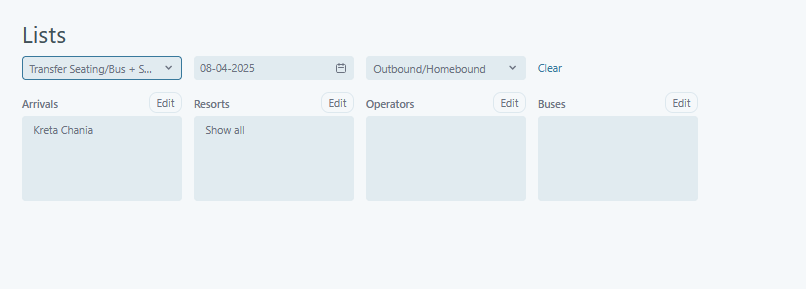 Lists
Transfer Seating/Bus + S... 08-04-2025 Outbound/Homebound Clear
Arrivals Edit Resorts Edit Operators Edit Buses Edit
Kreta Chania Show all